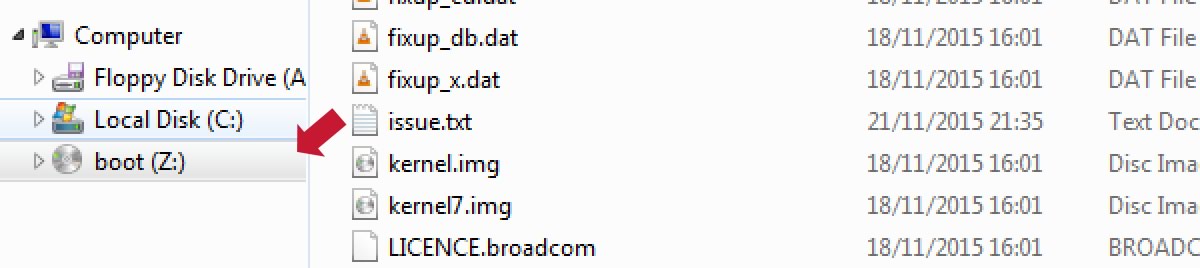 fixup_cd.dat 18/11/2015 16:01 DAT File
Computer
fixup_db.dat 18/11/2015 16:01 DAT File
Floppy Disk Drive (A
fixup_x.dat 18/11/2015 16:01 DAT File
Local Disk (C:)
issue.txt 21/11/2015 21:35 Text Doc
boot (Z:)
kernel.img 18/11/2015 16:01 Disc Ima
kernel7.img 18/11/2015 16:01 Disc Ima
LICENCE.broadcom 18/11/2015 16:01 BROADC